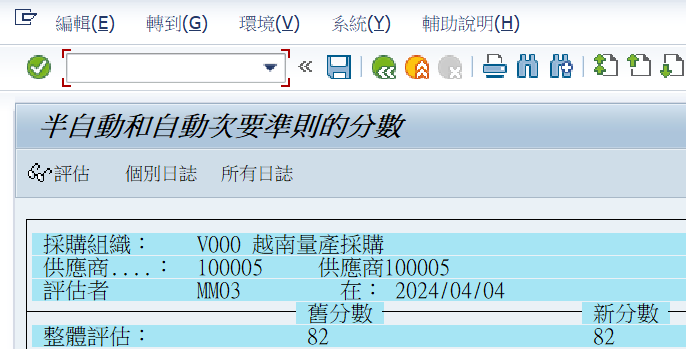 編輯(E) 轉到(G) 環境(V) 系統(Y) 輔助說明(H)
半自動和自動次要準則的分數
評估 個別日誌 所有日誌
採購組織： V000 越南量產採購
供應商....： 100005 供應商100005
評估者 MM03 在： 2024/04/04
舊分數 新分數
整體評估： 82 82